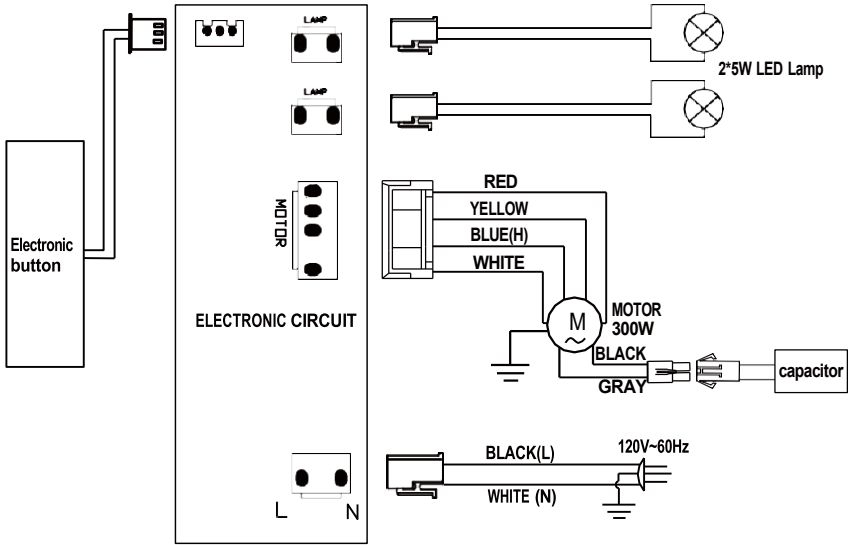 LAMP
2*5W LED Lamp
LAMP
RED
YELLOW
BLUE(H)
WHITE
MOTOR
Electronic
button
ELECTRONIC CIRCUIT
M
MOTOR
300W
BLACK
GRAY
capacitor
BLACK(L)
120V~60Hz
WHITE (N)
L
N